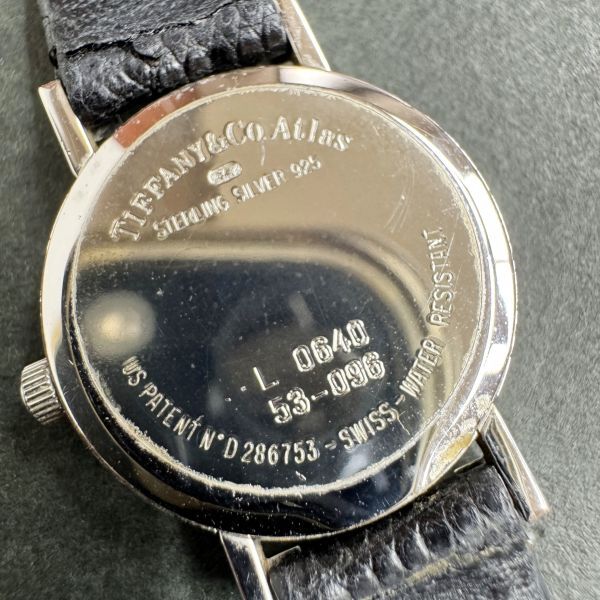 TIFFANY&CO. Atlas
STERLING SILVER 925
L 0640
53-096
US PATENT N° D 286753 - SWISS - WATER RESISTANT